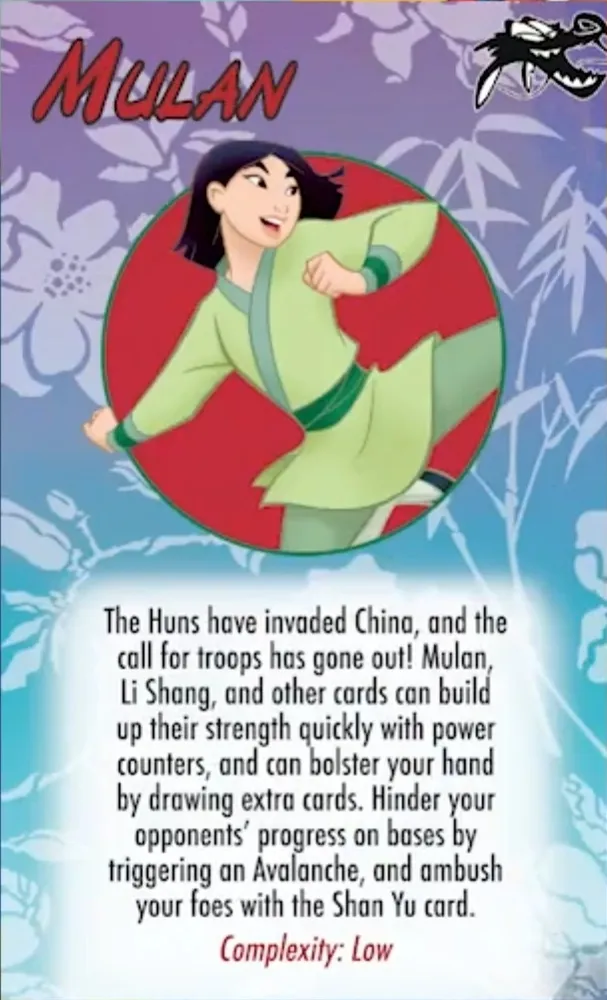 MULAN
The Huns have invaded China, and the
call for troops has gone out! Mulan,
Li Shang, and other cards can build
up their strength quickly with power
counters, and can bolster your hand
by drawing extra cards. Hinder your
opponents' progress on bases by
triggering an Avalanche, and ambush
your foes with the Shan Yu card.
Complexity: Low